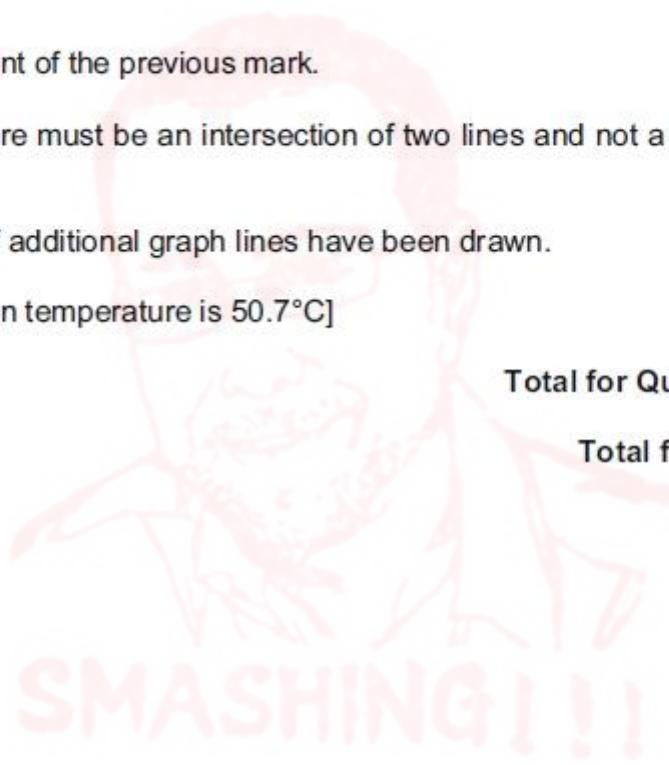 nt of the previous mark.
re must be an intersection of two lines and not a
additional graph lines have been drawn.
n temperature is 50.7°C]
Total for Qu
Total f
SMASHING!!!